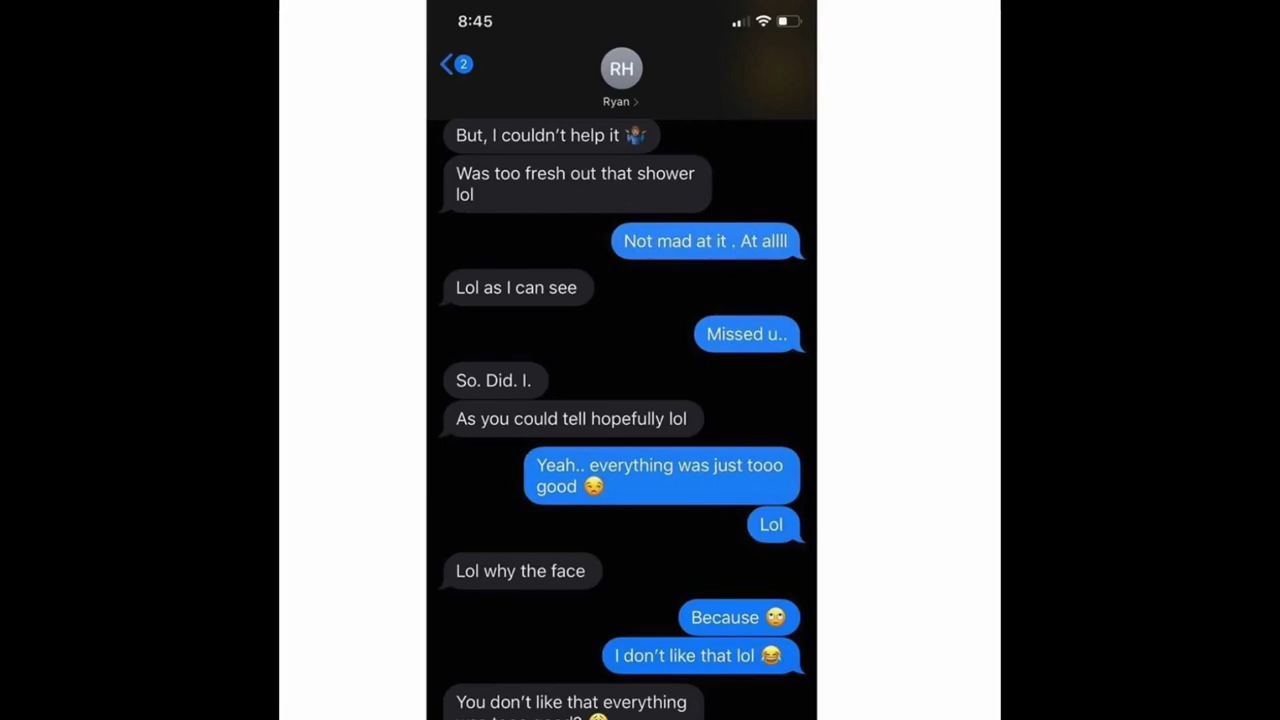 8:45
2
RH
Ryan >
But, I couldn't help it 🤷🏾‍♂️
Was too fresh out that shower
lol
Not mad at it . At allll
Lol as I can see
Missed u..
So. Did. I.
As you could tell hopefully lol
Yeah.. everything was just tooo
good 😒
Lol
Lol why the face
Because 🙄
I don't like that lol 😂
You don't like that everything